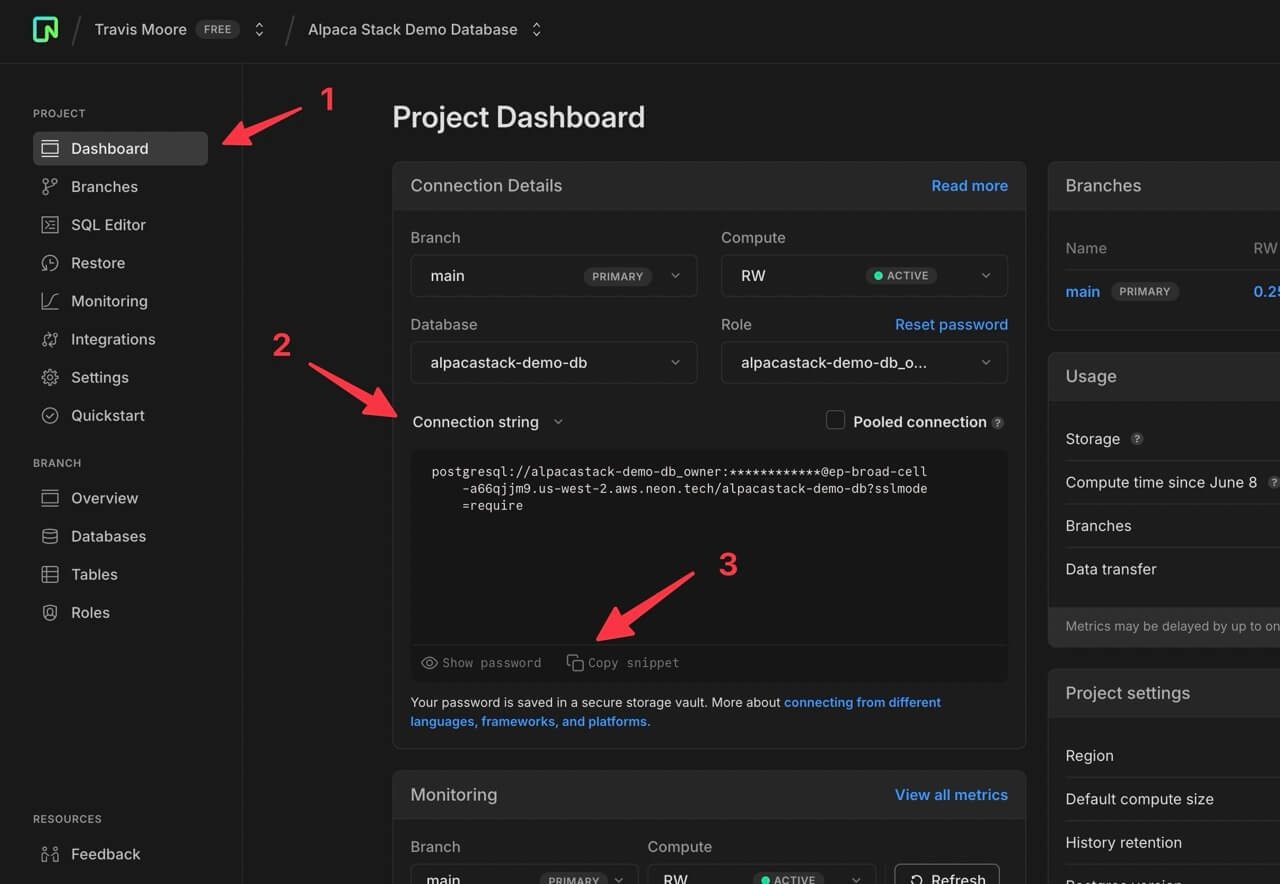 Travis Moore FREE
Alpaca Stack Demo Database
PROJECT
Dashboard
Branches
SQL Editor
Restore
Monitoring
Integrations
Settings
Quickstart
BRANCH
Overview
Databases
Tables
Roles
RESOURCES
Feedback
1
2
3
Project Dashboard
Connection Details
Read more
Branch
main PRIMARY
Compute
RW ACTIVE
Database
alpacastack-demo-db
Role
Reset password
alpacastack-demo-db_o...
Connection string
Pooled connection ?
postgresql://alpacastack-demo-db_owner:************@ep-broad-cell
-a66qjjm9.us-west-2.aws.neon.tech/alpacastack-demo-db?sslmode
=require
Show password
Copy snippet
Your password is saved in a secure storage vault. More about connecting from different
languages, frameworks, and platforms.
Monitoring
View all metrics
Branch
main PRIMARY
Compute
RW ACTIVE
Refresh
Branches
Name RW
main PRIMARY 0.25
Usage
Storage ?
Compute time since June 8 ?
Branches
Data transfer
Metrics may be delayed by up to on
Project settings
Region
Default compute size
History retention
Postgres version